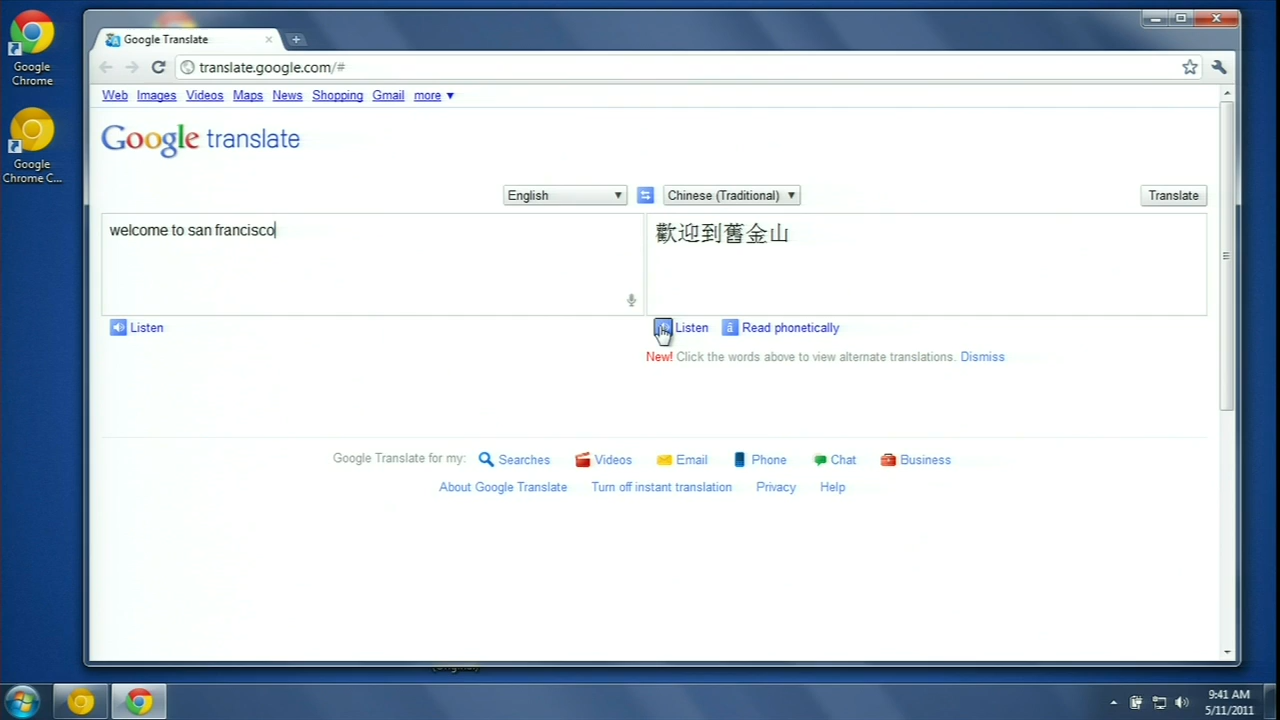 Google Translate
Google Chrome
translate.google.com/#
Web Images Videos Maps News Shopping Gmail more ▼
Google translate
Google Chrome C...
English ▼ Chinese (Traditional) ▼ Translate
welcome to san francisco
歡迎到舊金山
Listen
Listen Read phonetically
New! Click the words above to view alternate translations. Dismiss
Google Translate for my: Searches Videos Email Phone Chat Business
About Google Translate Turn off instant translation Privacy Help
9:41 AM
5/11/2011